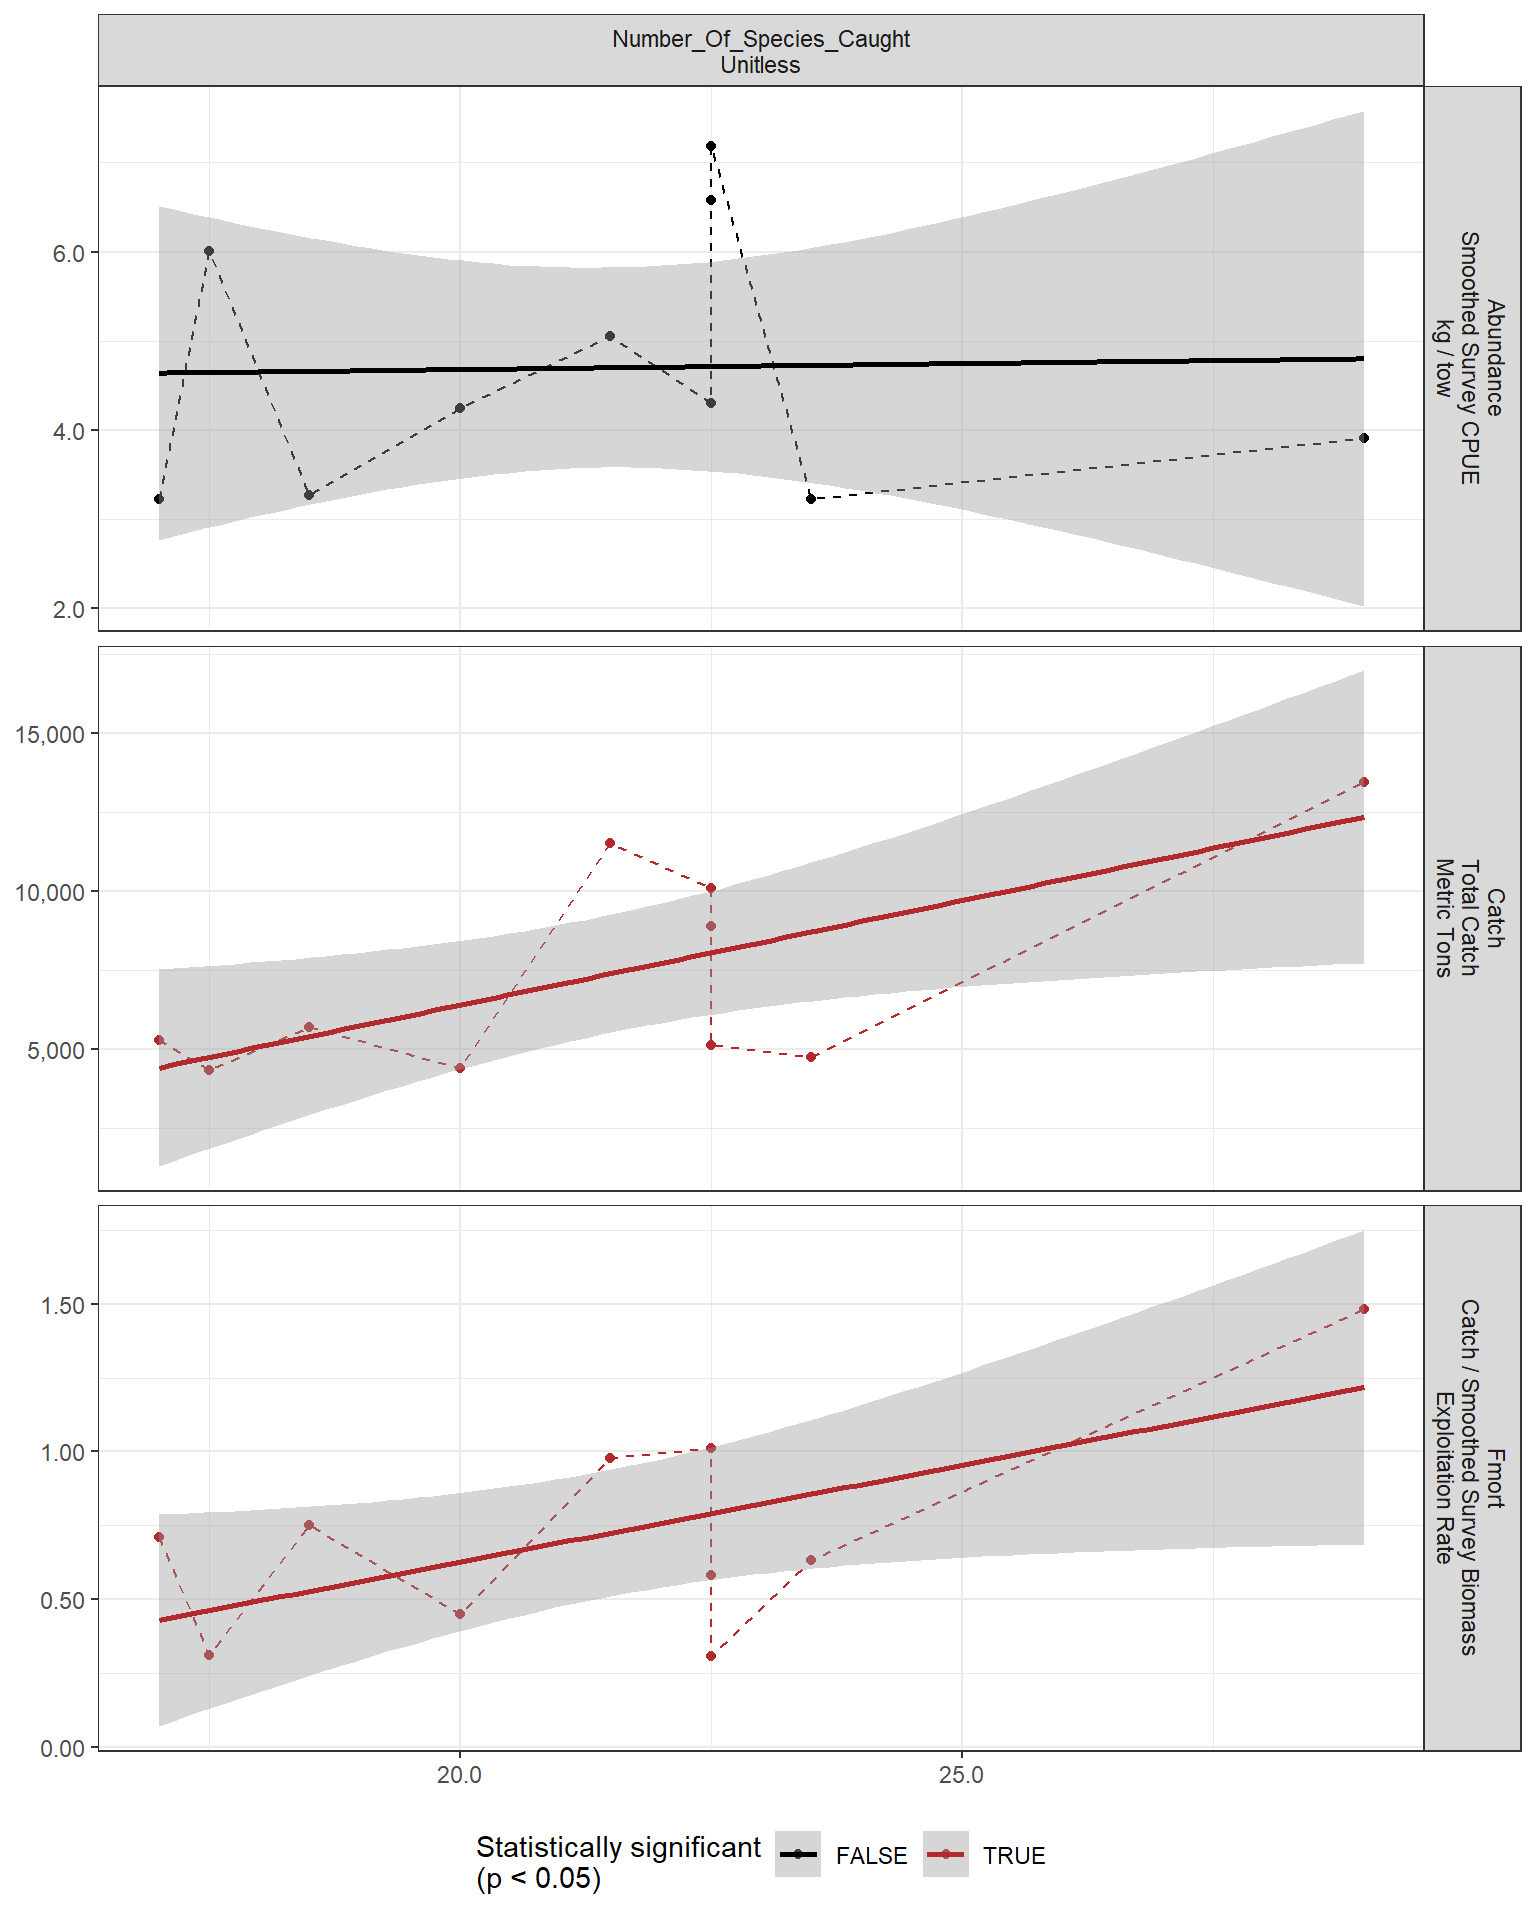 Number_Of_Species_Caught
Unitless
6.0
4.0
2.0
Abundance
Smoothed Survey CPUE
kg / tow
15,000
10,000
5,000
Catch
Total Catch
Metric Tons
1.50
1.00
0.50
0.00
Fmort
Catch / Smoothed Survey Biomass
Exploitation Rate
20.0
25.0
Statistically significant
(p < 0.05)
FALSE
TRUE